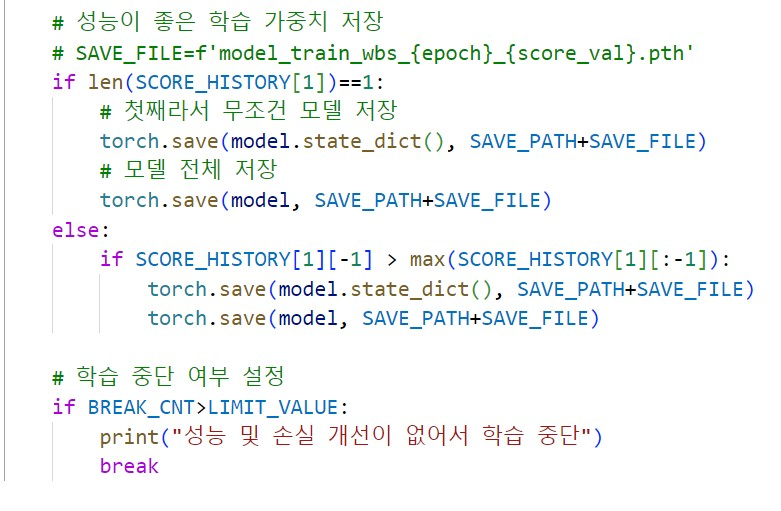 # 성능이 좋은 학습 가중치 저장
# SAVE_FILE=f'model_train_wbs_{epoch}_{score_val}.pth'
if len(SCORE_HISTORY[1])==1:
    # 첫째라서 무조건 모델 저장
    torch.save(model.state_dict(), SAVE_PATH+SAVE_FILE)
    # 모델 전체 저장
    torch.save(model, SAVE_PATH+SAVE_FILE)
else:
    if SCORE_HISTORY[1][-1] > max(SCORE_HISTORY[1][:-1]):
        torch.save(model.state_dict(), SAVE_PATH+SAVE_FILE)
        torch.save(model, SAVE_PATH+SAVE_FILE)

# 학습 중단 여부 설정
if BREAK_CNT>LIMIT_VALUE:
    print("성능 및 손실 개선이 없어서 학습 중단")
    break